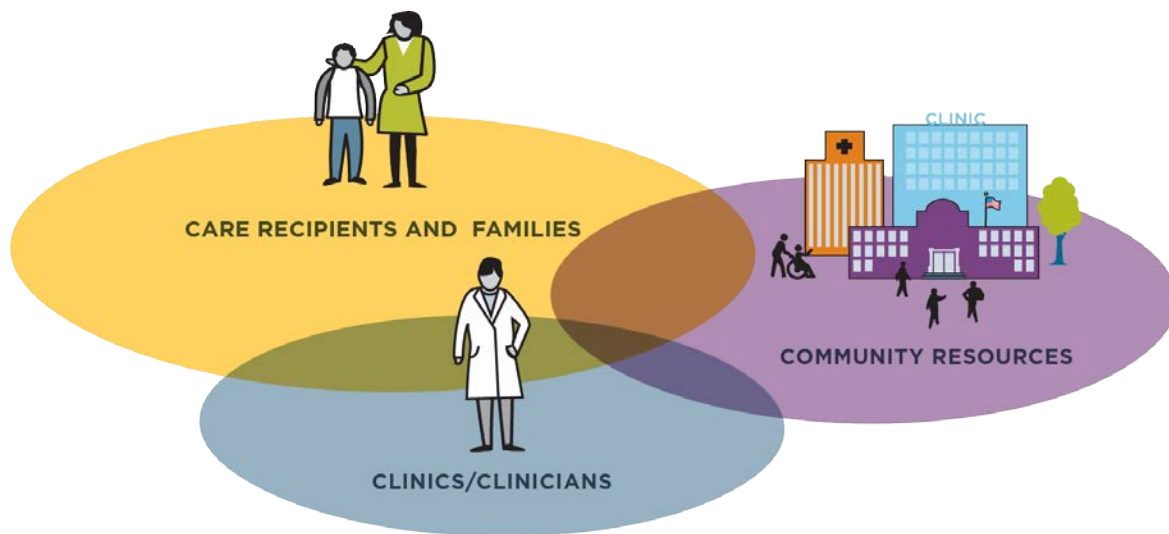 CLINIC
CARE RECIPIENTS AND FAMILIES
COMMUNITY RESOURCES
CLINICS/CLINICIANS